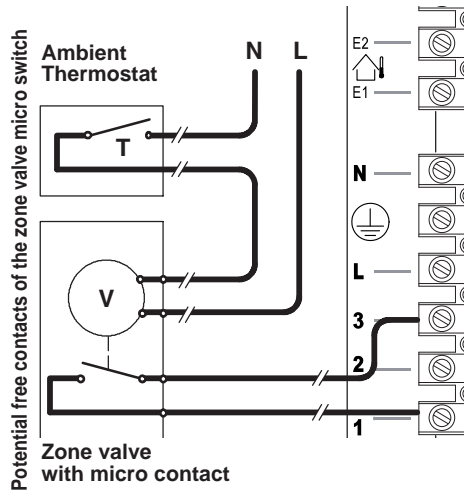 Ambient
Thermostat
N
L
T
V
Potential free contacts of the zone valve micro switch
Zone valve
with micro contact
E2
E1
N
L
3
2
1